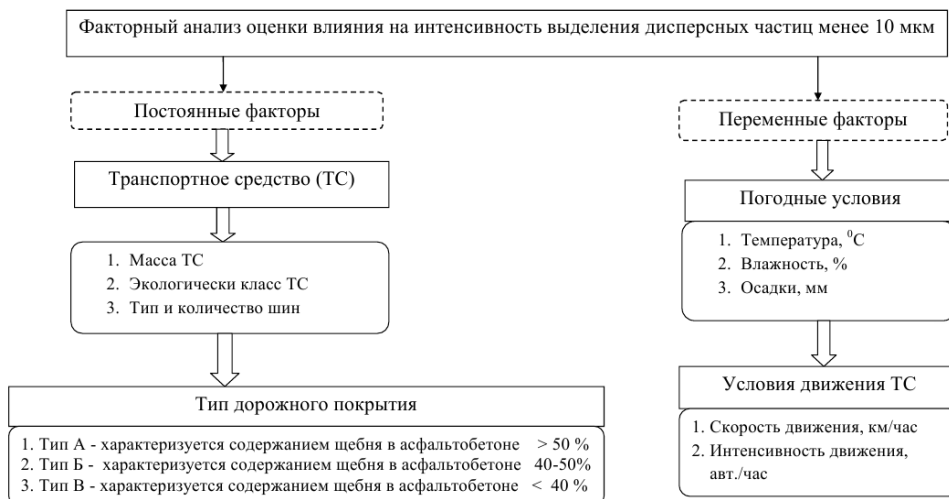 Факторный анализ оценки влияния на интенсивность выделения дисперсных частиц менее 10 мкм
Постоянные факторы
Транспортное средство (ТС)
1. Масса ТС
2. Экологически класс ТС
3. Тип и количество шин
Тип дорожного покрытия
1. Тип А - характеризуется содержанием щебня в асфальтобетоне > 50 %
2. Тип Б - характеризуется содержанием щебня в асфальтобетоне 40-50%
3. Тип В - характеризуется содержанием щебня в асфальтобетоне < 40 %
Переменные факторы
Погодные условия
1. Температура, ⁰С
2. Влажность, %
3. Осадки, мм
Условия движения ТС
1. Скорость движения, км/час
2. Интенсивность движения,
авт./час